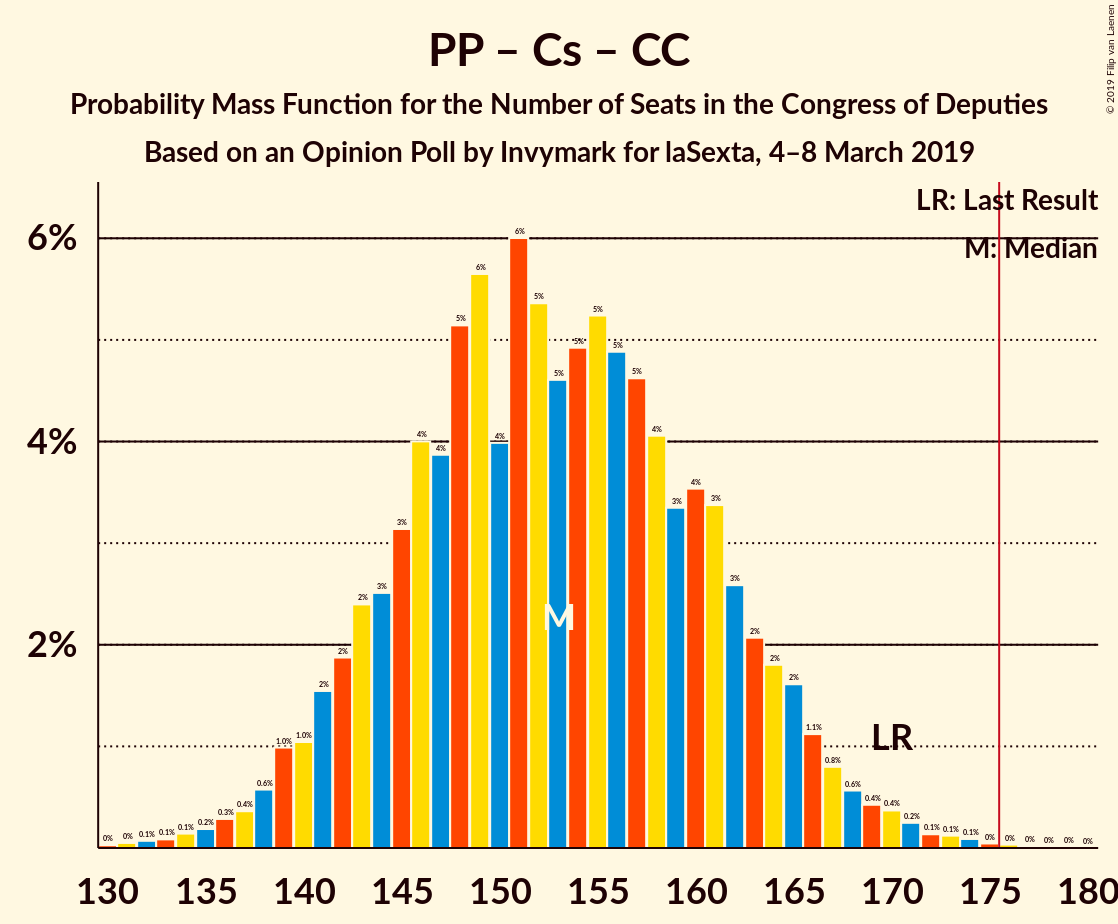 PP – Cs – CC
Probability Mass Function for the Number of Seats in the Congress of Deputies
Based on an Opinion Poll by Invymark for laSexta, 4–8 March 2019
© 2019 Filip van Laenen
LR: Last Result
M: Median
6%
4%
2%
0% 0% 0.1% 0.1% 0.1% 0.2% 0.3% 0.4% 0.6% 1.0% 1.0% 2% 2% 2% 3% 3% 4% 4% 5% 6% 4% 6% 5% 5% 5% 5% 5% 5% 4% 3% 4% 3% 3% 2% 2% 2% 1.1% 0.8% 0.6% 0.4% 0.4% 0.2% 0.1% 0.1% 0.1% 0% 0% 0% 0% 0% 0%
M
LR
130 135 140 145 150 155 160 165 170 175 180